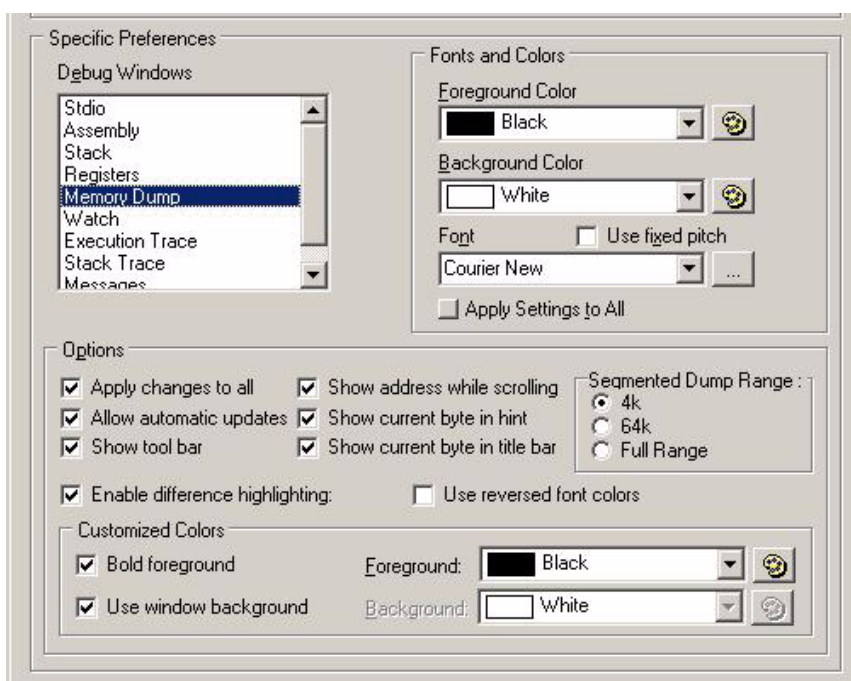 Specific Preferences
Debug Windows
Stdio
Assembly
Stack
Registers
Memory Dump
Watch
Execution Trace
Stack Trace
Messages
Fonts and Colors
Foreground Color
Black
Background Color
White
Font
Use fixed pitch
Courier New
...
Apply Settings to All
Options
Apply changes to all
Allow automatic updates
Show tool bar
Show address while scrolling
Show current byte in hint
Show current byte in title bar
Segmented Dump Range :
4k
64k
Full Range
Enable difference highlighting:
Use reversed font colors
Customized Colors
Bold foreground
Foreground:
Black
Use window background
Background:
White